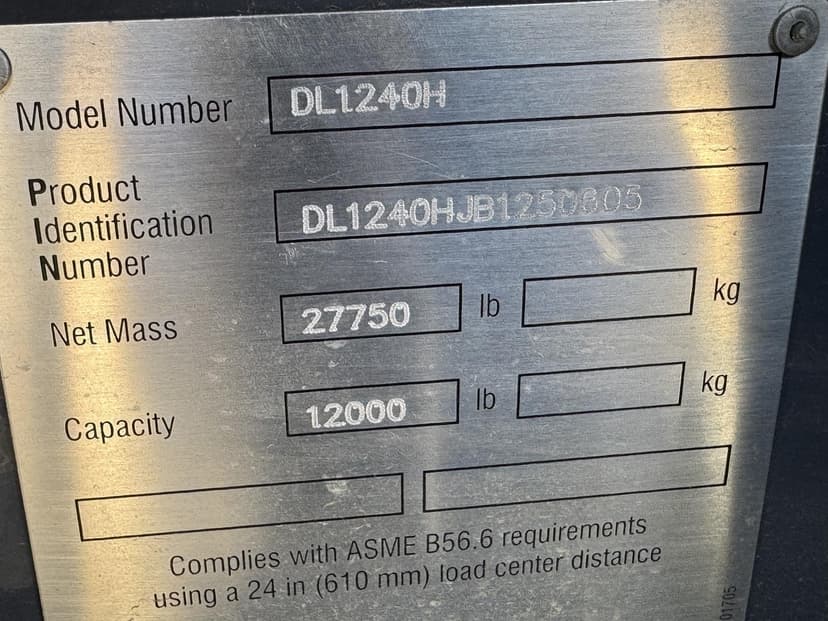 Model Number DL1240H
Product
Identification DL1240HJB1250805
Number
Net Mass 27750 lb kg
Capacity 12000 lb kg
Complies with ASME B56.6 requirements
using a 24 in (610 mm) load center distance
01705